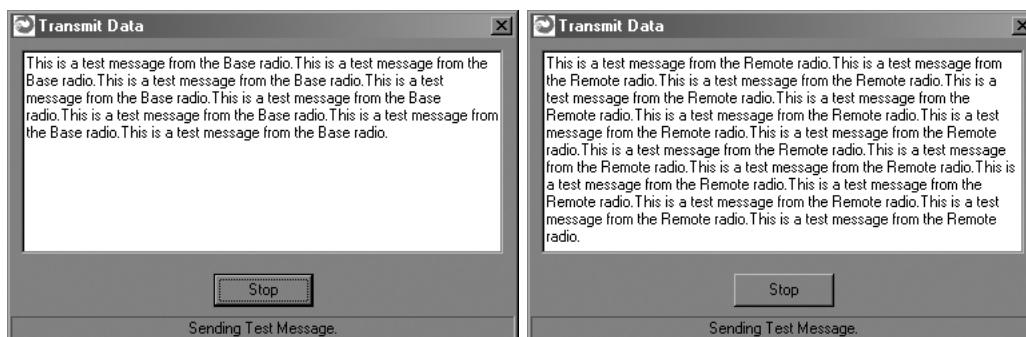 Transmit Data
This is a test message from the Base radio.This is a test message from the
Base radio.This is a test message from the Base radio.This is a test
message from the Base radio.This is a test message from the Base
radio.This is a test message from the Base radio.This is a test message from
the Base radio.This is a test message from the Base radio.
Stop
Sending Test Message.
Transmit Data
This is a test message from the Remote radio.This is a test message from
the Remote radio.This is a test message from the Remote radio.This is a
test message from the Remote radio.This is a test message from the
Remote radio.This is a test message from the Remote radio.This is a test
message from the Remote radio.This is a test message from the Remote
radio.This is a test message from the Remote radio.This is a test message
from the Remote radio.This is a test message from the Remote radio.This is
a test message from the Remote radio.This is a test message from the
Remote radio.This is a test message from the Remote radio.This is a test
message from the Remote radio.This is a test message from the Remote
radio.
Stop
Sending Test Message.